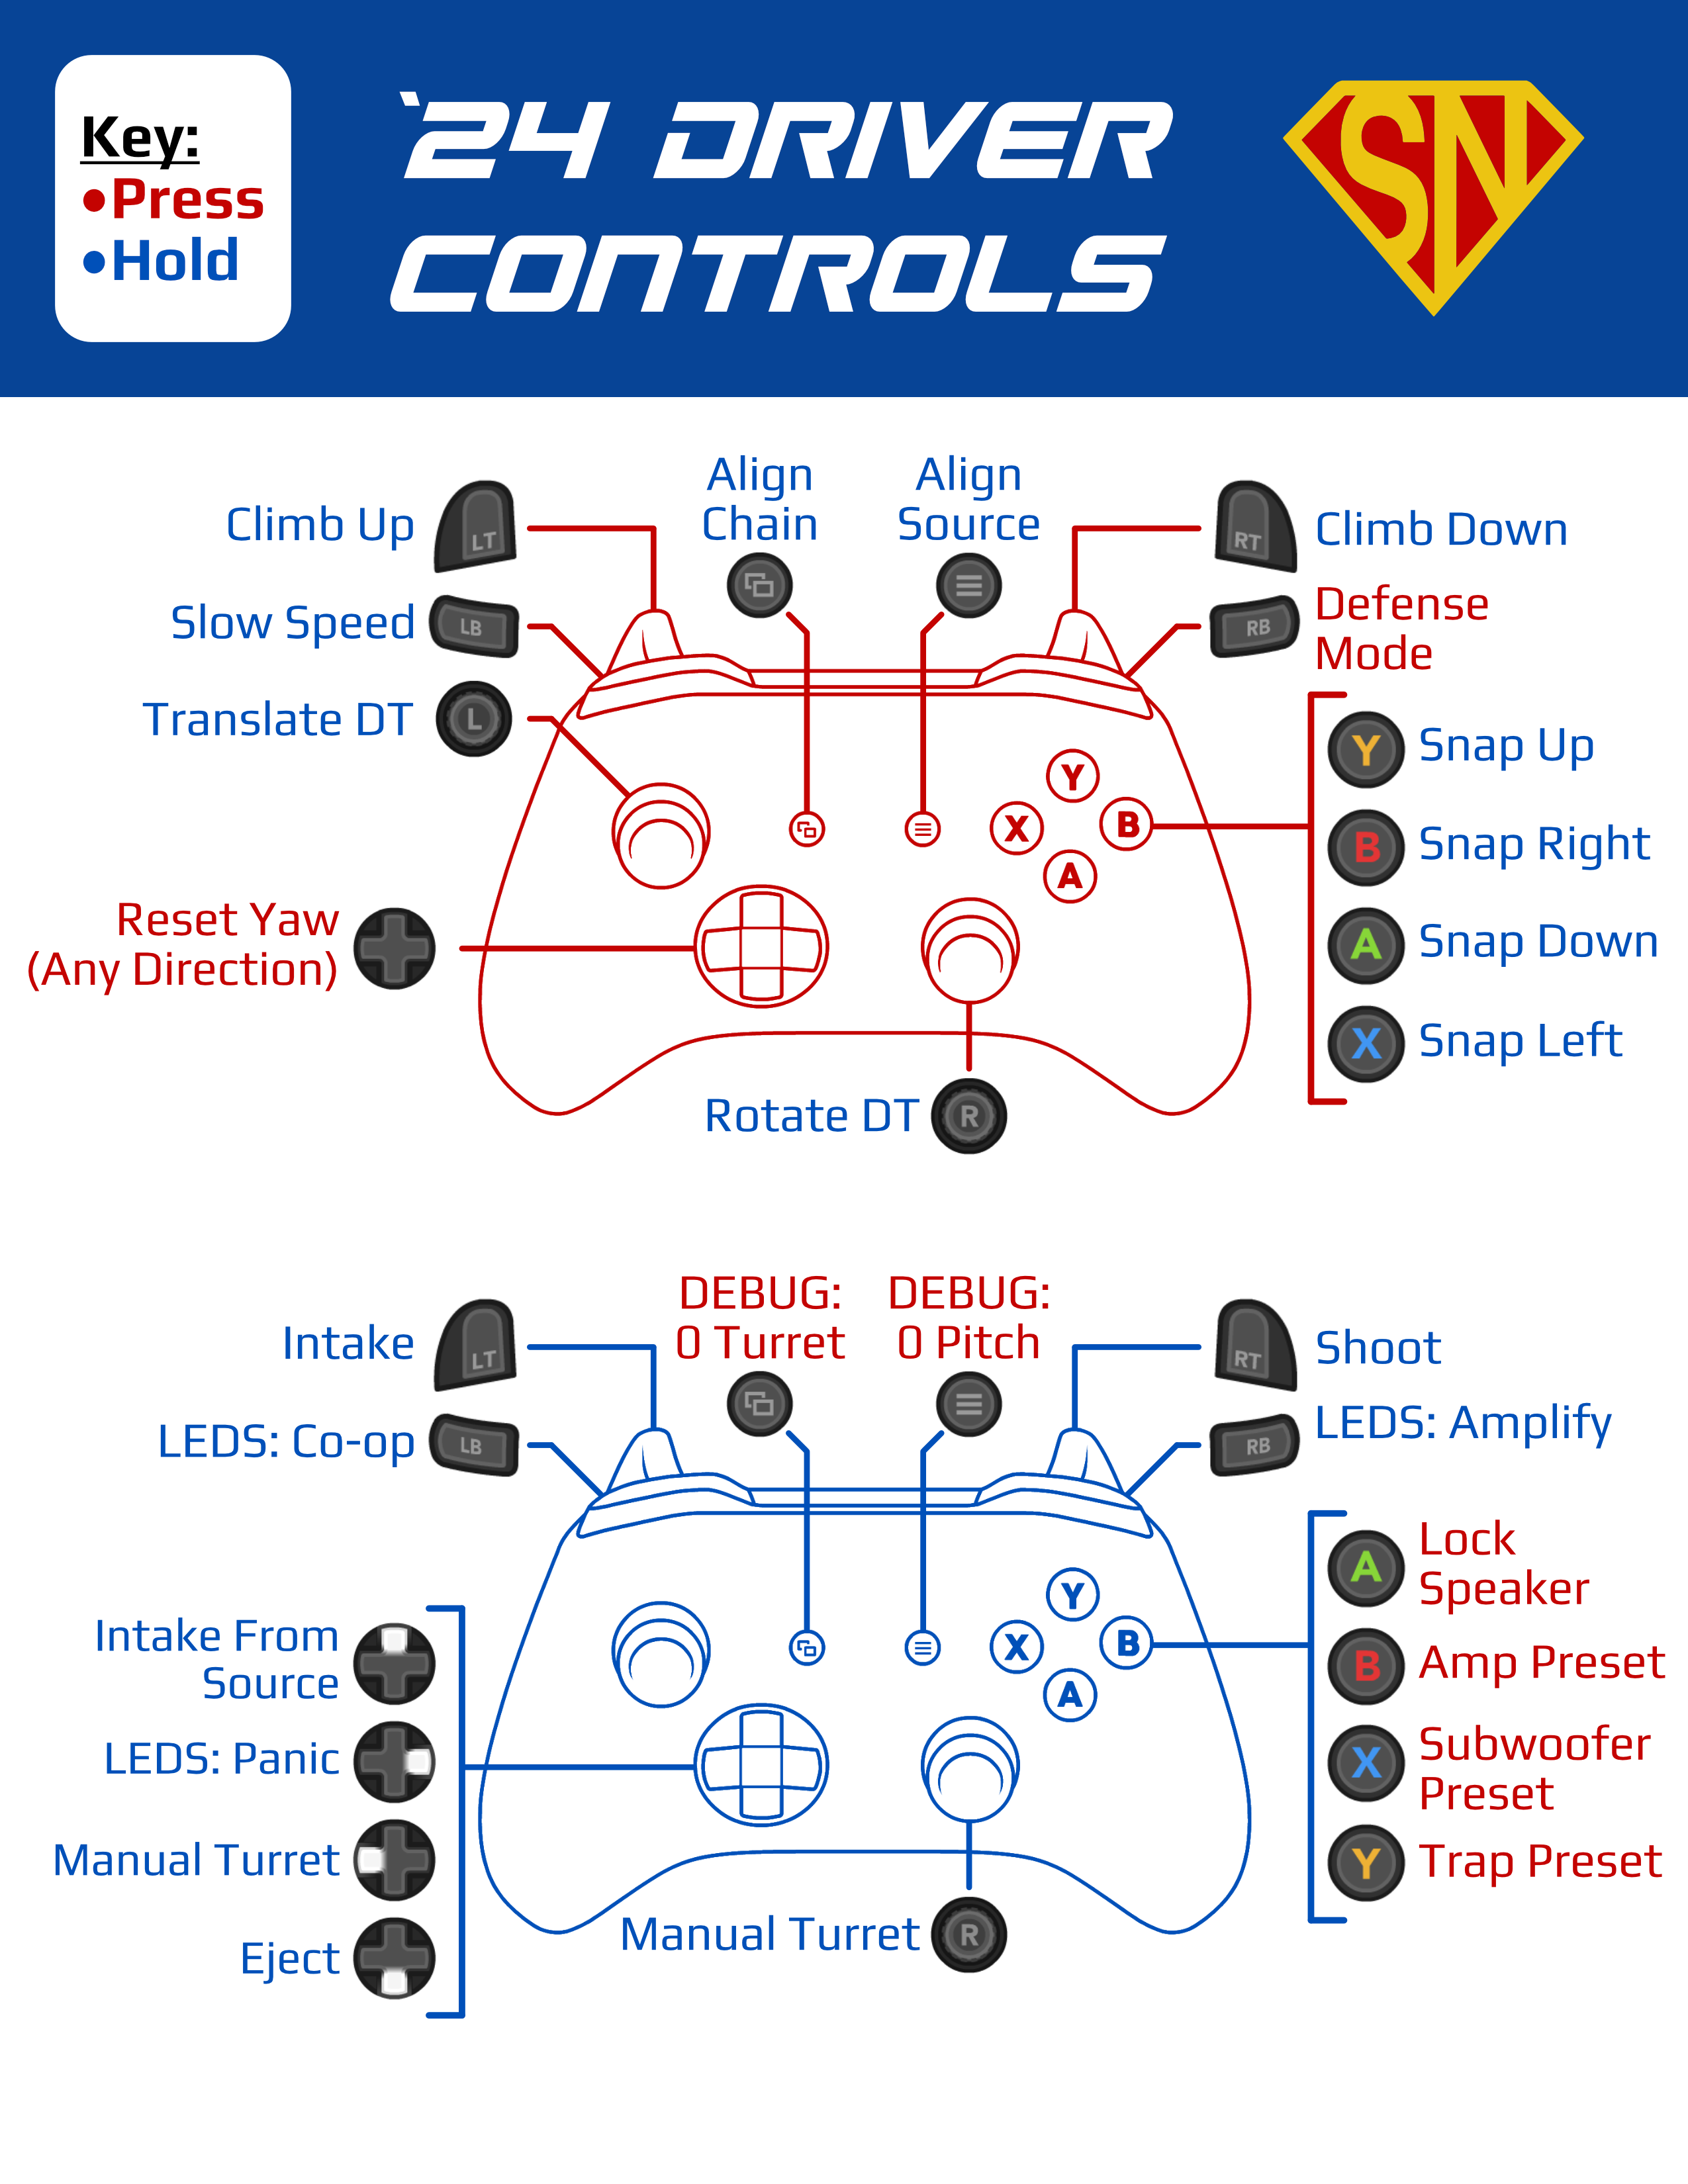 Key:
•Press
•Hold
`24 DRIVER
CONTROLS
SN
Climb Up
LT
Align
Chain
Align
Source
RT
Climb Down
Slow Speed
LB
RB
Defense
Mode
Translate DT
L
Y
X
B
A
Y
Snap Up
B
Snap Right
A
Snap Down
X
Snap Left
Reset Yaw
(Any Direction)
Rotate DT
R
Intake
LT
DEBUG:
0 Turret
DEBUG:
0 Pitch
RT
Shoot
LEDS: Co-op
LB
RB
LEDS: Amplify
Y
X
B
A
A
Lock
Speaker
B
Amp Preset
X
Subwoofer
Preset
Y
Trap Preset
Intake From
Source
LEDS: Panic
Manual Turret
Eject
Manual Turret
R